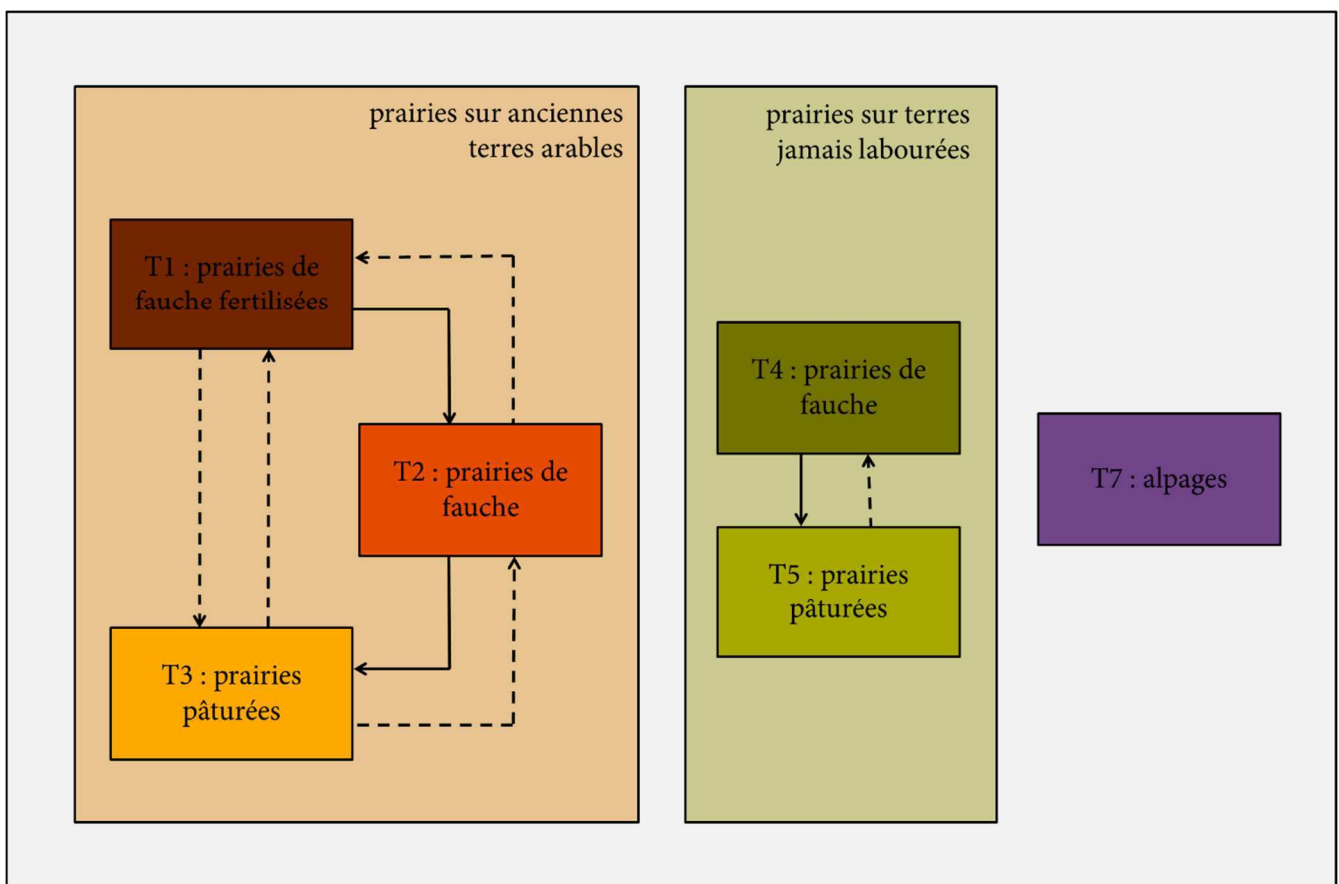 prairies sur anciennes
terres arables
T1 : prairies de
fauche fertilisées
T2 : prairies de
fauche
T3 : prairies
pâturées
prairies sur terres
jamais labourées
T4 : prairies de
fauche
T5 : prairies
pâturées
T7 : alpages